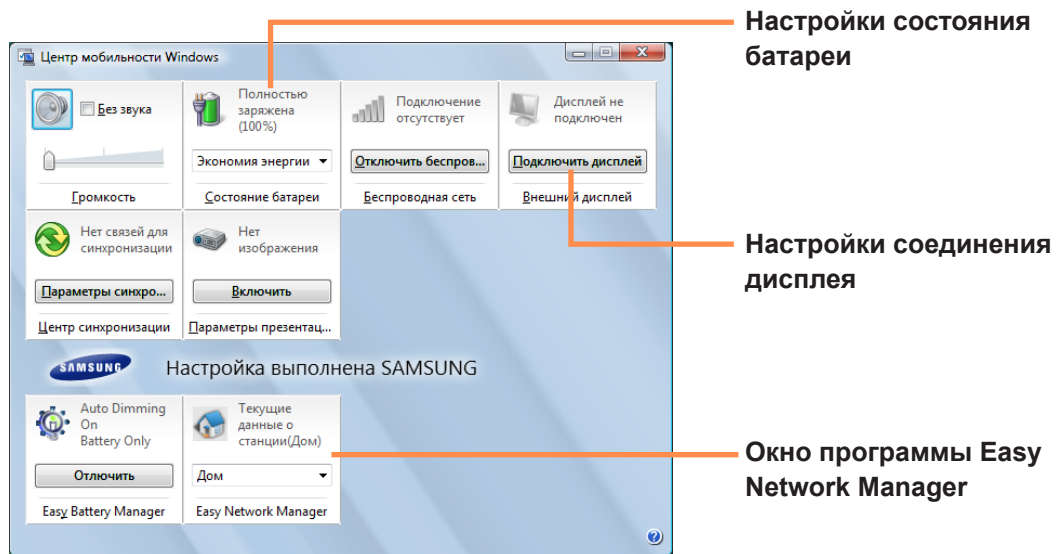 Настройки состояния
батареи
Центр мобильности Windows
Без звука
Громкость
Полностью
заряжена
(100%)
Экономия энергии
Состояние батареи
Подключение
отсутствует
Отключить беспров...
Беспроводная сеть
Дисплей не
подключен
Подключить дисплей
Внешний дисплей
Нет связей для
синхронизации
Параметры синхро...
Центр синхронизации
Нет
изображения
Включить
Параметры презентац...
Настройки соединения
дисплея
SAMSUNG
Настройка выполнена SAMSUNG
Auto Dimming
On
Battery Only
Отлючить
Easy Battery Manager
Текущие
данные о
станции(Дом)
Дом
Easy Network Manager
Окно программы Easy
Network Manager